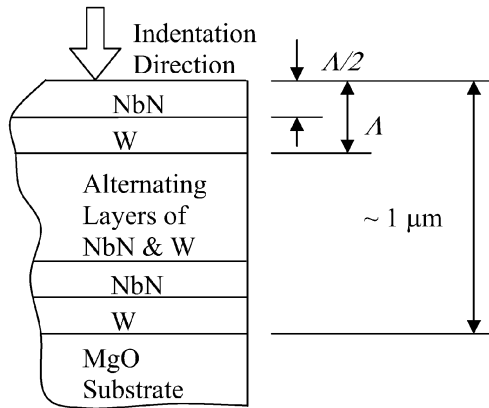 Indentation
Direction
Λ/2
NbN
Λ
W
Alternating
Layers of
NbN & W
~ 1 μm
NbN
W
MgO
Substrate